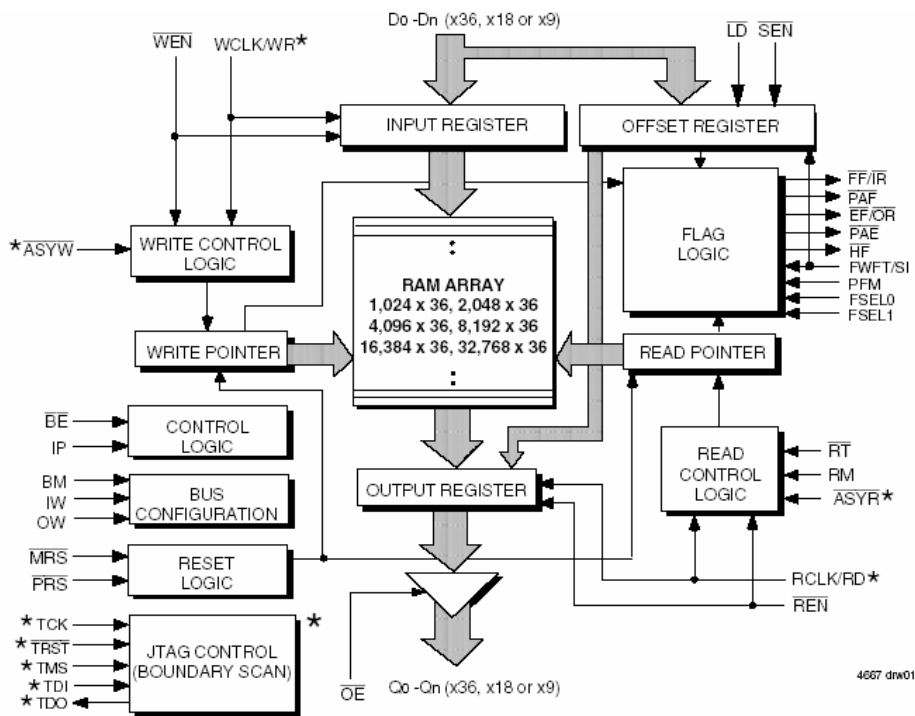 D0 -Dn (x36, x18 or x9)
WEN
WCLK/WR*
LD
SEN
INPUT REGISTER
OFFSET REGISTER
*ASYW
WRITE CONTROL
LOGIC
FLAG
LOGIC
FF/IR
PAF
EF/OR
PAE
HF
FWFT/SI
PFM
FSEL0
FSEL1
RAM ARRAY
1,024 x 36, 2,048 x 36
4,096 x 36, 8,192 x 36
16,384 x 36, 32,768 x 36
WRITE POINTER
READ POINTER
BE
IP
CONTROL
LOGIC
READ
CONTROL
LOGIC
RT
RM
ASYR*
BM
IW
OW
BUS
CONFIGURATION
OUTPUT REGISTER
MRS
PRS
RESET
LOGIC
RCLK/RD*
REN
*TCK
*TRST
*TMS
*TDI
*TDO
JTAG CONTROL
(BOUNDARY SCAN)
*
OE
Q0 -Qn (x36, x18 or x9)
4667 drw01